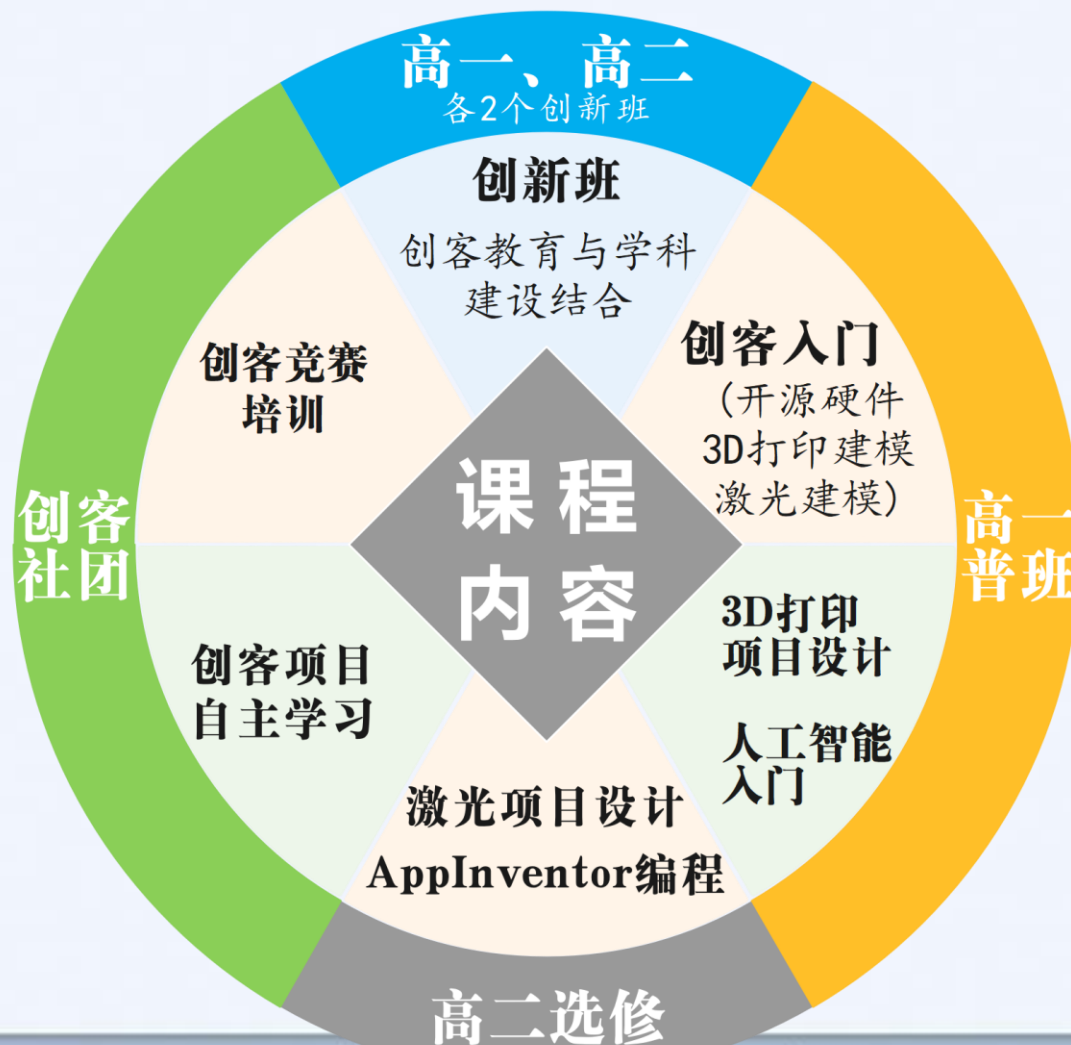 高一、高二
各2个创新班
创新班
创客教育与学科
建设结合
创客入门
（开源硬件
3D打印建模
激光建模）
高一
普班
3D打印
项目设计
人工智能
入门
激光项目设计
AppInventor编程
高二选修
创客项目
自主学习
创客竞赛
培训
创客
社团
课程
内容